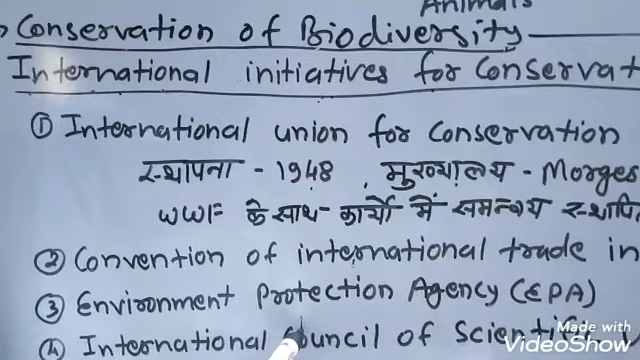 Animals
Conservation of Biodiversity
International initiatives for Conservat
① International union for conservation
स्थापना - 1948 , मुख्यालय - Morges
WWF के साथ कार्यो में समन्वय स्थापि
② Convention of international trade in
③ Environment Protection Agency (EPA)
④ International Council of Scientifi
Made with
VideoShow